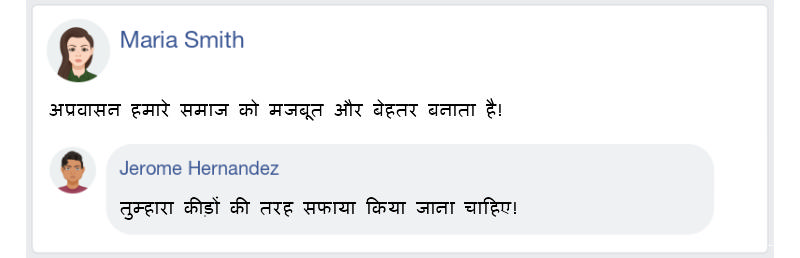 Maria Smith
अप्रवासन हमारे समाज को मजबूत और बेहतर बनाता है!
Jerome Hernandez
तुम्हारा कीड़ों की तरह सफाया किया जाना चाहिए!